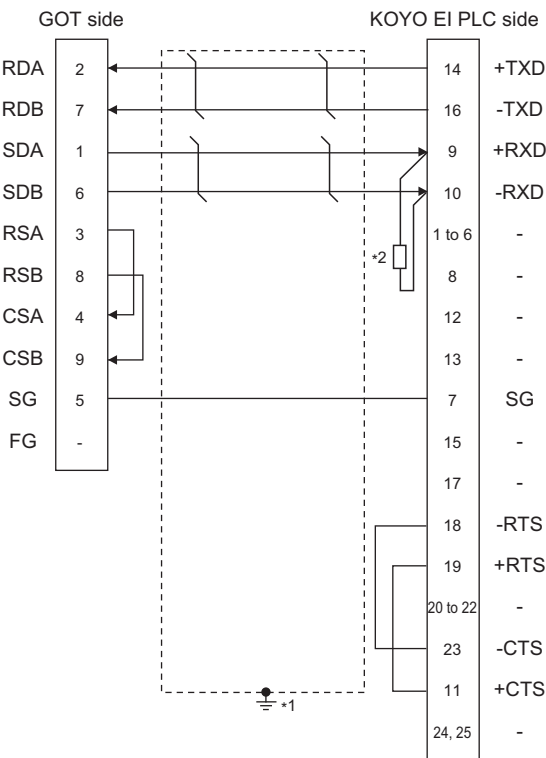 GOT side KOYO EI PLC side
RDA 2 14 +TXD
RDB 7 16 -TXD
SDA 1 9 +RXD
SDB 6 10 -RXD
RSA 3 1 to 6 -
*2
RSB 8 8 -
CSA 4 12 -
CSB 9 13 -
SG 5 7 SG
FG - 15 -
17 -
18 -RTS
19 +RTS
20 to 22 -
23 -CTS
11 +CTS
*1
24, 25 -